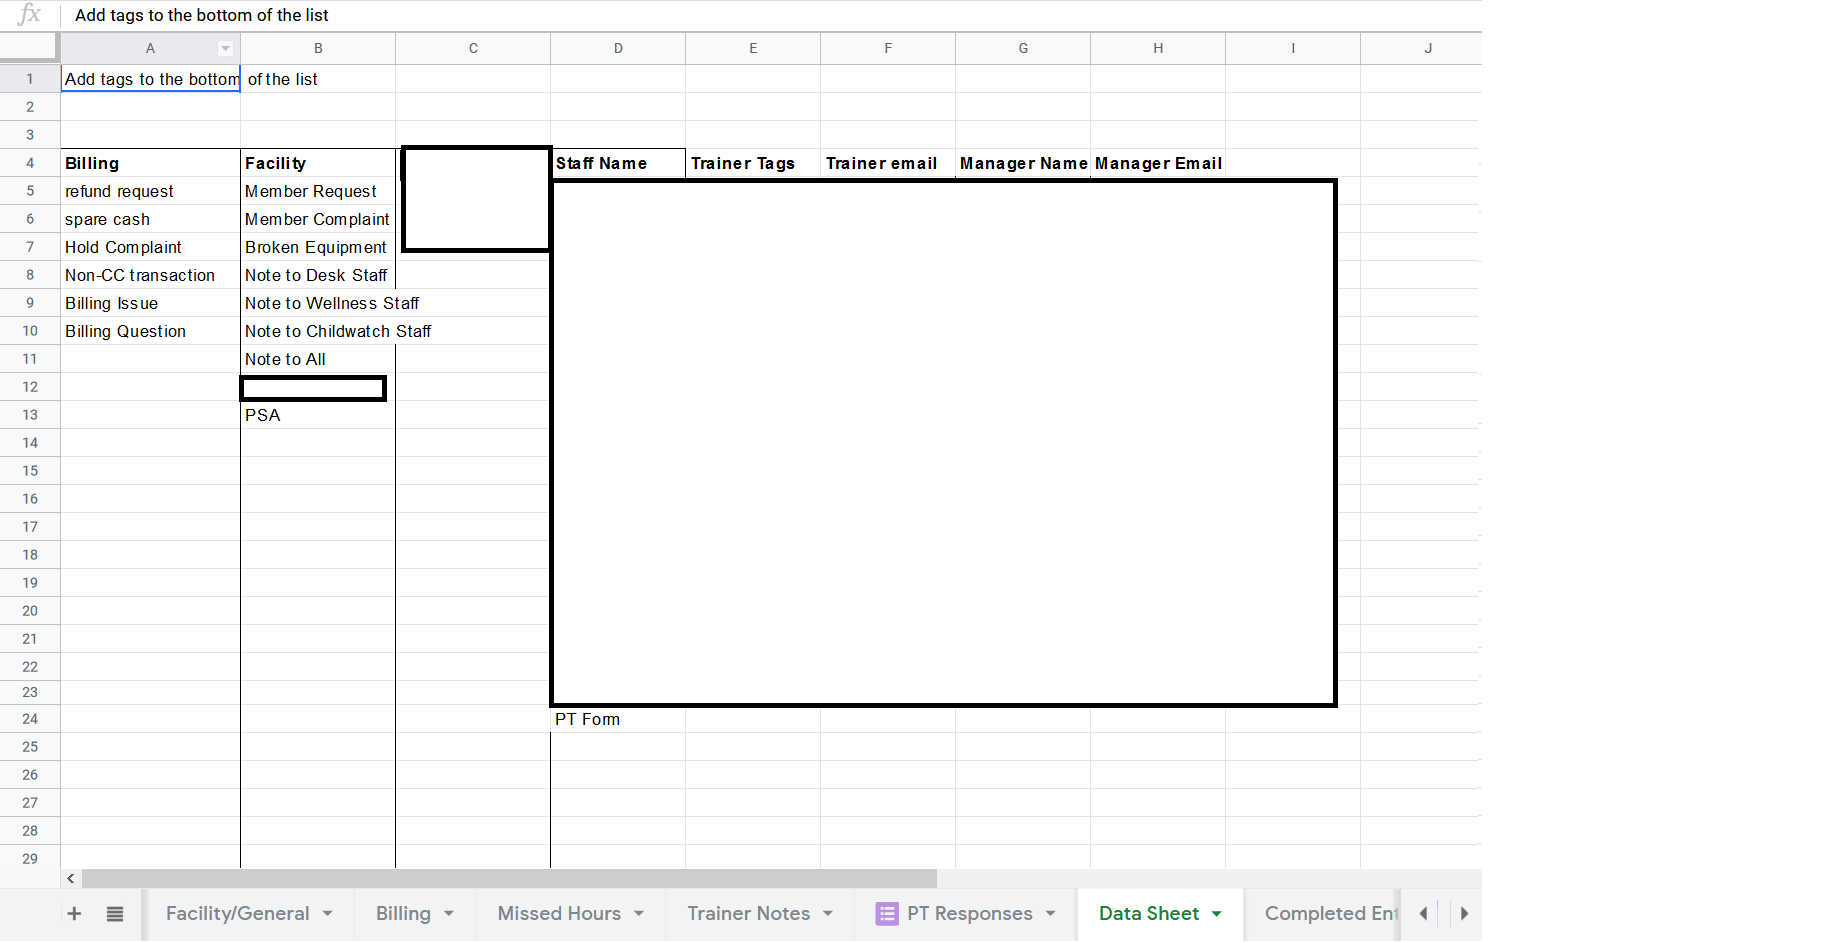 fx Add tags to the bottom of the list
A B C D E F G H I J
1 Add tags to the bottom of the list
2
3
4 Billing Facility Staff Name Trainer Tags Trainer email Manager Name Manager Email
5 refund request Member Request
6 spare cash Member Complaint
7 Hold Complaint Broken Equipment
8 Non-CC transaction Note to Desk Staff
9 Billing Issue Note to Wellness Staff
10 Billing Question Note to Childwatch Staff
11 Note to All
12
13 PSA
14
15
16
17
18
19
20
21
22
23
24 PT Form
25
26
27
28
29
Facility/General Billing Missed Hours Trainer Notes PT Responses Data Sheet Completed Ent